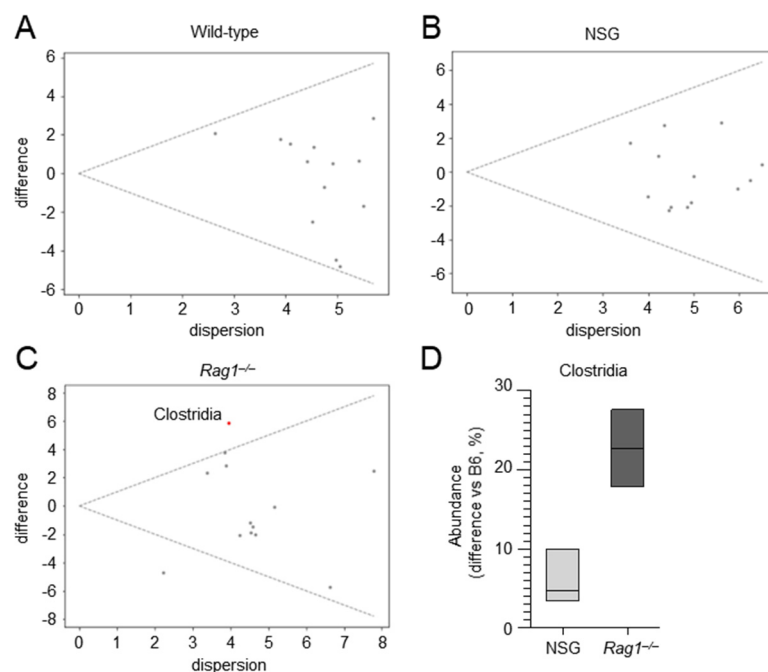 A
Wild-type
6
4
2
0
-2
-4
-6
difference
0 1 2 3 4 5
dispersion
B
NSG
6
4
2
0
-2
-4
-6
difference
0 1 2 3 4 5 6
dispersion
C
Rag1–/–
8
6
4
2
0
-2
-4
-6
-8
difference
Clostridia
0 1 2 3 4 5 6 7 8
dispersion
D
Clostridia
30
20
10
0
Abundance
(difference vs B6, %)
NSG Rag1–/–